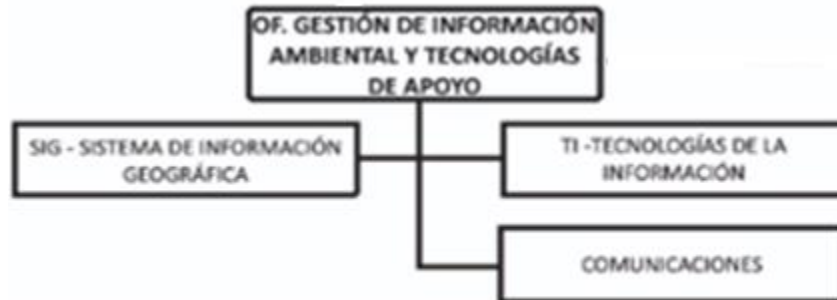 OF. GESTIÓN DE INFORMACIÓN
AMBIENTAL Y TECNOLOGÍAS
DE APOYO
SIG - SISTEMA DE INFORMACIÓN
GEOGRÁFICA
TI -TECNOLOGÍAS DE LA
INFORMACIÓN
COMUNICACIONES